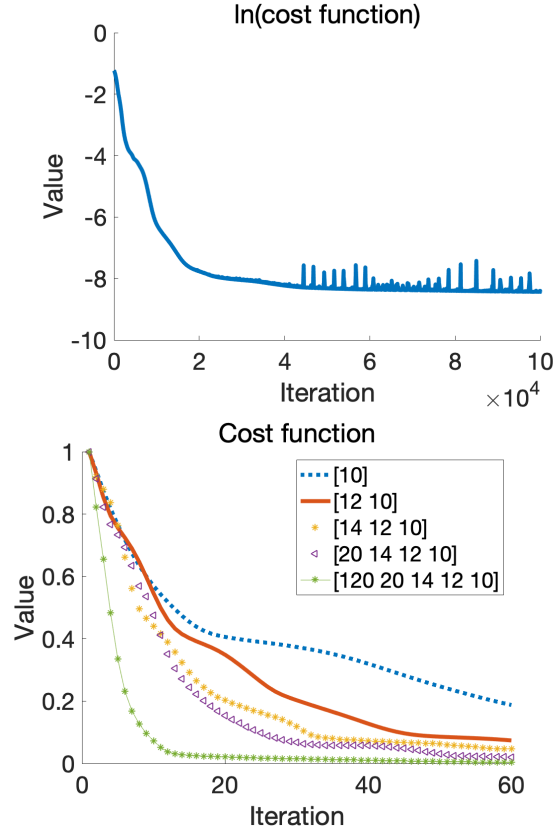 ln(cost function)
0
-2
-4
-6
-8
-10
Value
0 2 4 6 8 10
Iteration
×10⁴
Cost function
1
0.8
0.6
0.4
0.2
0
Value
[10]
[12 10]
[14 12 10]
[20 14 12 10]
[120 20 14 12 10]
0 20 40 60
Iteration